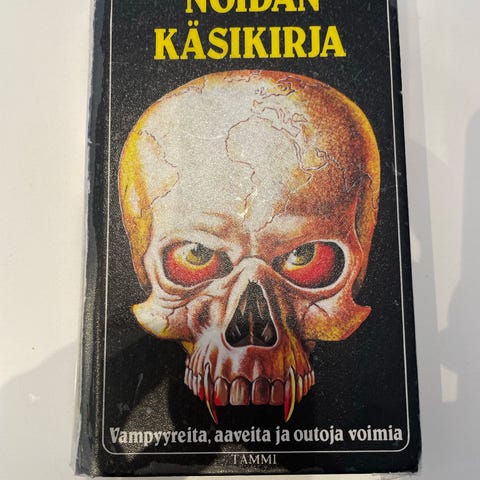 NOIDAN
KÄSIKIRJA
Vampyyreita, aaveita ja outoja voimia
TAMMI